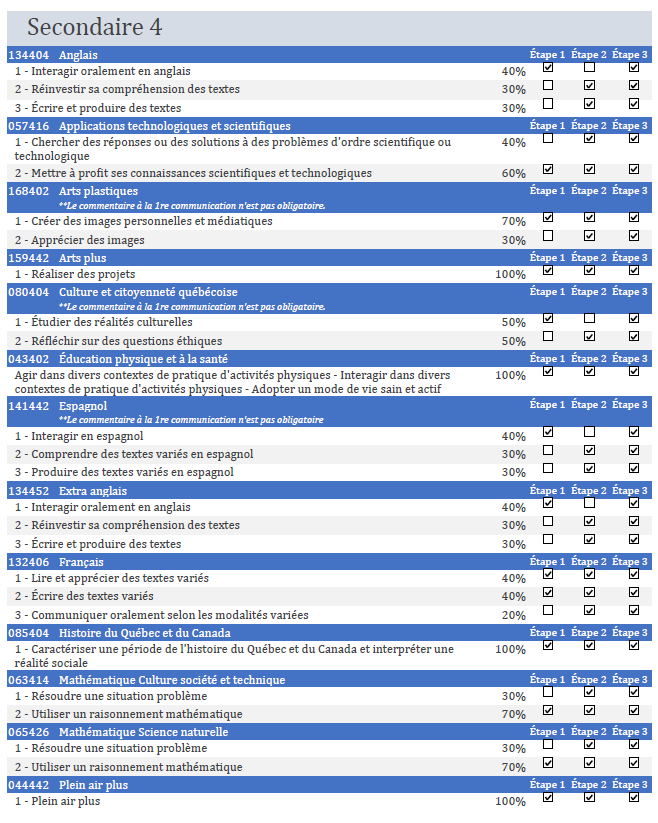 Secondaire 4
134404 Anglais Étape 1 Étape 2 Étape 3
1 - Interagir oralement en anglais 40%
2 - Réinvestir sa compréhension des textes 30%
3 - Écrire et produire des textes 30%
057416 Applications technologiques et scientifiques Étape 1 Étape 2 Étape 3
1 - Chercher des réponses ou des solutions à des problèmes d'ordre scientifique ou 40%
technologique
2 - Mettre à profit ses connaissances scientifiques et technologiques 60%
168402 Arts plastiques Étape 1 Étape 2 Étape 3
**Le commentaire à la 1re communication n'est pas obligatoire.
1 - Créer des images personnelles et médiatiques 70%
2 - Apprécier des images 30%
159442 Arts plus Étape 1 Étape 2 Étape 3
1 - Réaliser des projets 100%
080404 Culture et citoyenneté québécoise Étape 1 Étape 2 Étape 3
**Le commentaire à la 1re communication n'est pas obligatoire.
1 - Étudier des réalités culturelles 50%
2 - Réfléchir sur des questions éthiques 50%
043402 Éducation physique et à la santé Étape 1 Étape 2 Étape 3
Agir dans divers contextes de pratique d'activités physiques - Interagir dans divers 100%
contextes de pratique d'activités physiques - Adopter un mode de vie sain et actif
141442 Espagnol Étape 1 Étape 2 Étape 3
**Le commentaire à la 1re communication n'est pas obligatoire
1 - Interagir en espagnol 40%
2 - Comprendre des textes variés en espagnol 30%
3 - Produire des textes variés en espagnol 30%
134452 Extra anglais Étape 1 Étape 2 Étape 3
1 - Interagir oralement en anglais 40%
2 - Réinvestir sa compréhension des textes 30%
3 - Écrire et produire des textes 30%
132406 Français Étape 1 Étape 2 Étape 3
1 - Lire et apprécier des textes variés 40%
2 - Écrire des textes variés 40%
3 - Communiquer oralement selon les modalités variées 20%
085404 Histoire du Québec et du Canada Étape 1 Étape 2 Étape 3
1 - Caractériser une période de l'histoire du Québec et du Canada et interpréter une 100%
réalité sociale
063414 Mathématique Culture société et technique Étape 1 Étape 2 Étape 3
1 - Résoudre une situation problème 30%
2 - Utiliser un raisonnement mathématique 70%
065426 Mathématique Science naturelle Étape 1 Étape 2 Étape 3
1 - Résoudre une situation problème 30%
2 - Utiliser un raisonnement mathématique 70%
044442 Plein air plus Étape 1 Étape 2 Étape 3
1 - Plein air plus 100%